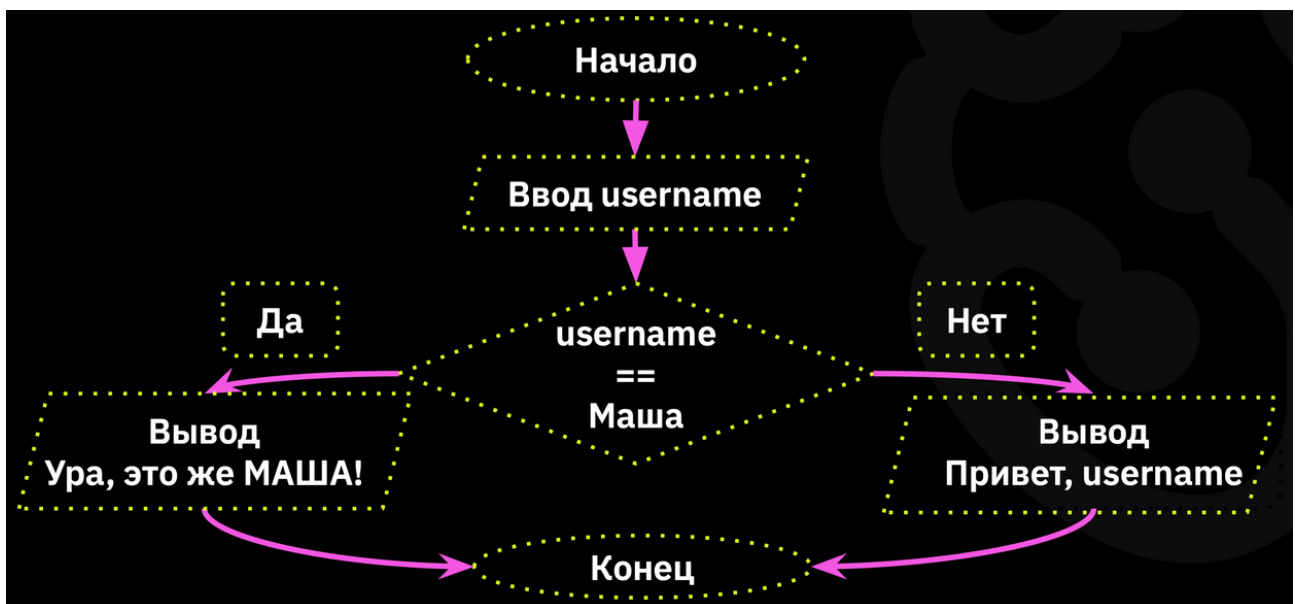 Начало
Ввод username
Да
Нет
username
==
Маша
Вывод
Ура, это же МАША!
Вывод
Привет, username
Конец